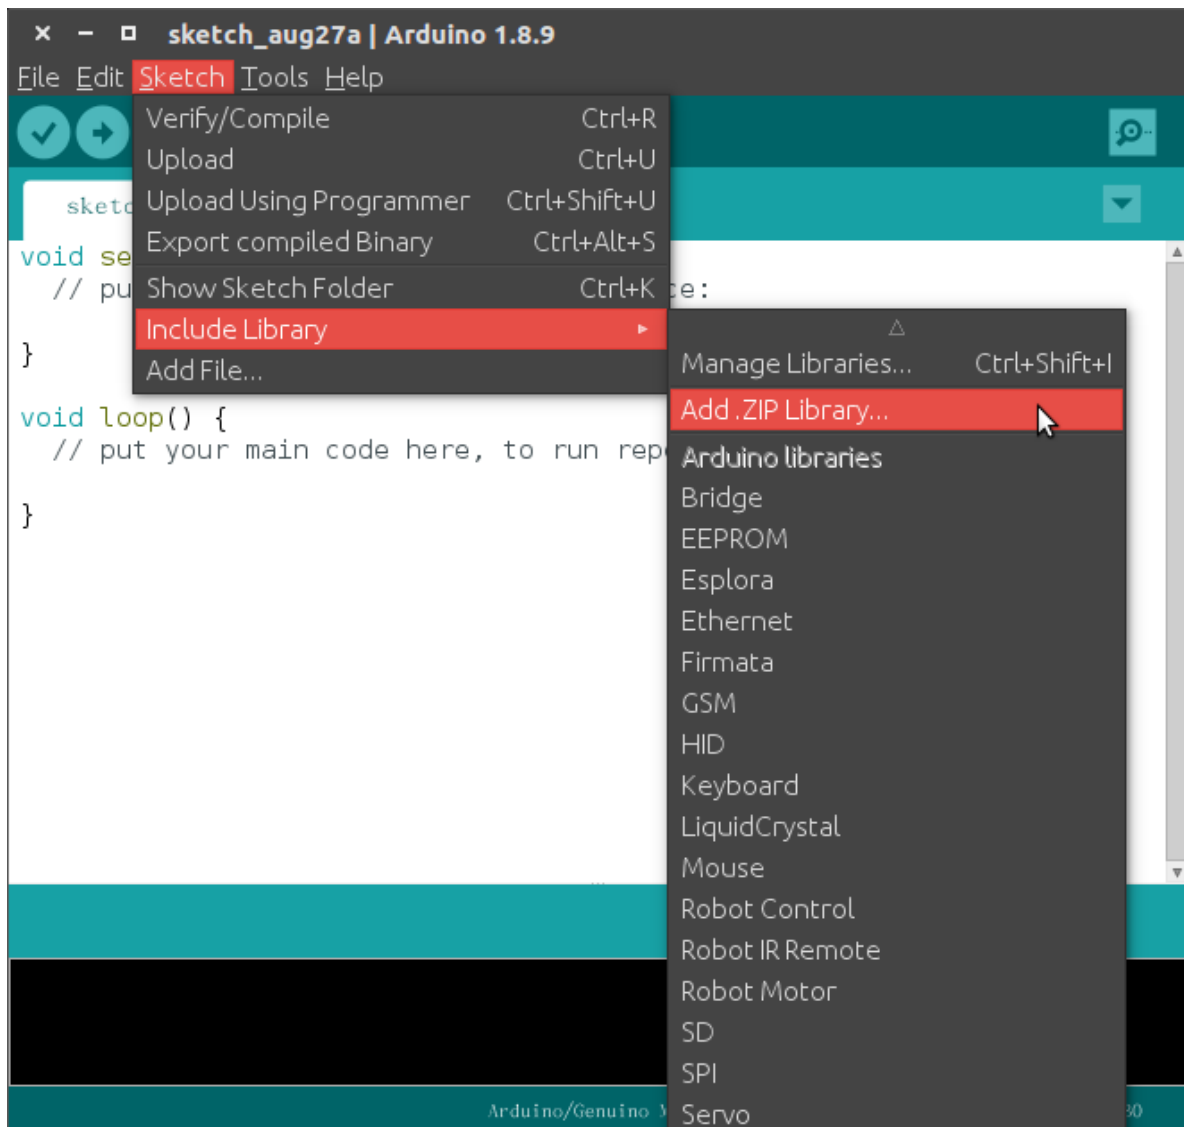 sketch_aug27a | Arduino 1.8.9
File Edit Sketch Tools Help
Verify/Compile Ctrl+R
Upload Ctrl+U
Upload Using Programmer Ctrl+Shift+U
Export compiled Binary Ctrl+Alt+S
Show Sketch Folder Ctrl+K
Include Library
Add File...
Manage Libraries... Ctrl+Shift+I
Add .ZIP Library...
Arduino libraries
Bridge
EEPROM
Esplora
Ethernet
Firmata
GSM
HID
Keyboard
LiquidCrystal
Mouse
Robot Control
Robot IR Remote
Robot Motor
SD
SPI
Servo
void
//
}
void loop() {
// put your main code here, to run
}
Arduino/Genuino